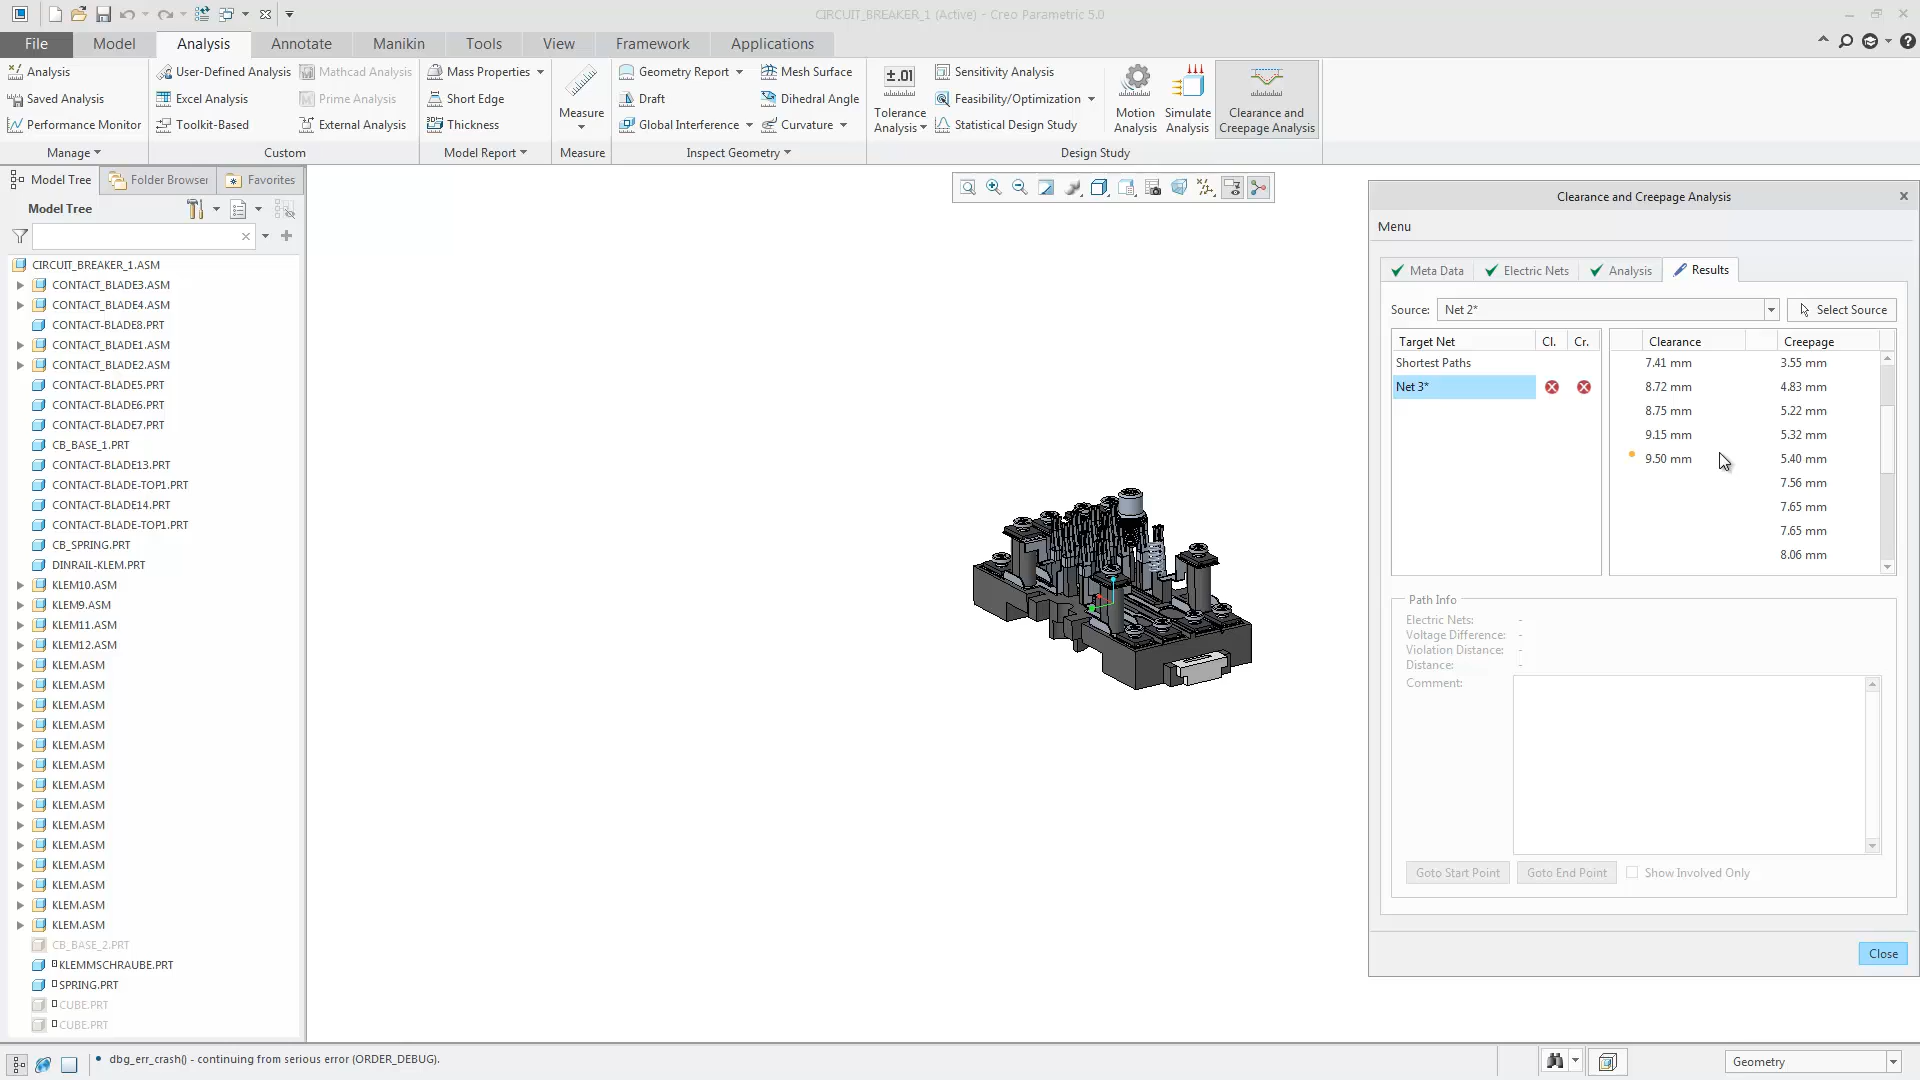 CIRCUIT_BREAKER_1 (Active) - Creo Parametric 5.0
File Model Analysis Annotate Manikin Tools View Framework Applications
Analysis
Saved Analysis
Performance Monitor
Manage
User-Defined Analysis
Mathcad Analysis
Excel Analysis
Prime Analysis
Toolkit-Based
External Analysis
Custom
Mass Properties
Short Edge
Thickness
Model Report
Measure
Measure
Geometry Report
Mesh Surface
Draft
Dihedral Angle
Global Interference
Curvature
Inspect Geometry
±.01
Tolerance
Analysis
Sensitivity Analysis
Feasibility/Optimization
Statistical Design Study
Motion
Analysis
Simulate
Analysis
Clearance and
Creepage Analysis
Design Study
Model Tree
Folder Browser
Favorites
Model Tree
CIRCUIT_BREAKER_1.ASM
CONTACT_BLADE3.ASM
CONTACT_BLADE4.ASM
CONTACT-BLADE8.PRT
CONTACT_BLADE1.ASM
CONTACT_BLADE2.ASM
CONTACT-BLADE5.PRT
CONTACT-BLADE6.PRT
CONTACT-BLADE7.PRT
CB_BASE_1.PRT
CONTACT-BLADE13.PRT
CONTACT-BLADE-TOP1.PRT
CONTACT-BLADE14.PRT
CONTACT-BLADE-TOP1.PRT
CB_SPRING.PRT
DINRAIL-KLEM.PRT
KLEM10.ASM
KLEM9.ASM
KLEM11.ASM
KLEM12.ASM
KLEM.ASM
KLEM.ASM
KLEM.ASM
KLEM.ASM
KLEM.ASM
KLEM.ASM
KLEM.ASM
KLEM.ASM
KLEM.ASM
KLEM.ASM
KLEM.ASM
KLEM.ASM
KLEM.ASM
KLEM.ASM
CB_BASE_2.PRT
KLEMMSCHRAUBE.PRT
SPRING.PRT
CUBE.PRT
CUBE.PRT
Clearance and Creepage Analysis
Menu
Meta Data
Electric Nets
Analysis
Results
Source: Net 2*
Select Source
Target Net Cl. Cr.
Shortest Paths
Net 3*
Clearance Creepage
7.41 mm 3.55 mm
8.72 mm 4.83 mm
8.75 mm 5.22 mm
9.15 mm 5.32 mm
9.50 mm 5.40 mm
7.56 mm
7.65 mm
7.65 mm
8.06 mm
Path Info
Electric Nets: -
Voltage Difference: -
Violation Distance: -
Distance: -
Comment:
Goto Start Point
Goto End Point
Show Involved Only
Close
dbg_err_crash() - continuing from serious error (ORDER_DEBUG).
Geometry